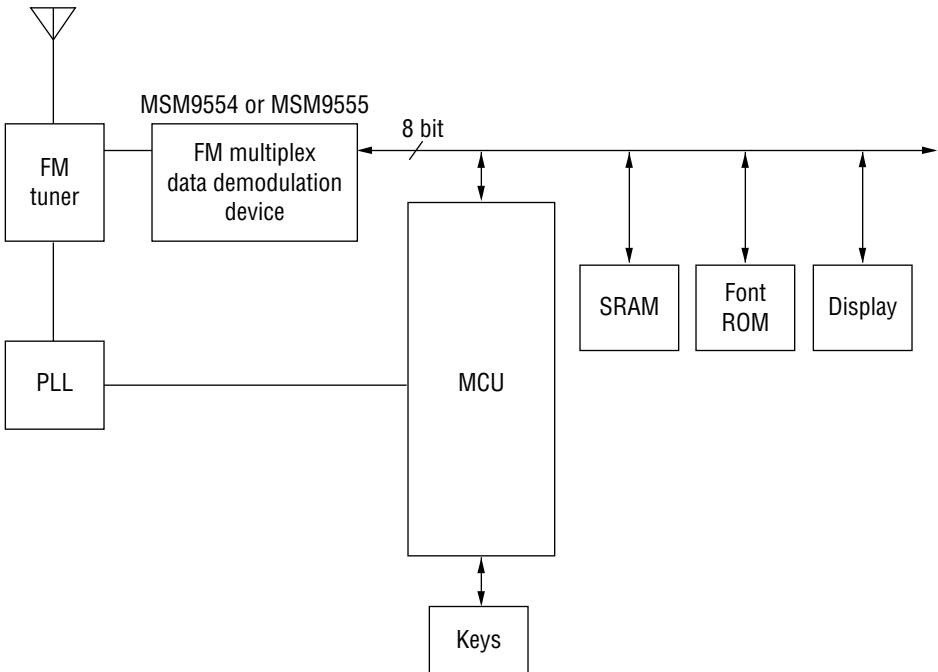 MSM9554 or MSM9555
8 bit
FM
tuner
FM multiplex
data demodulation
device
SRAM
Font
ROM
Display
PLL
MCU
Keys